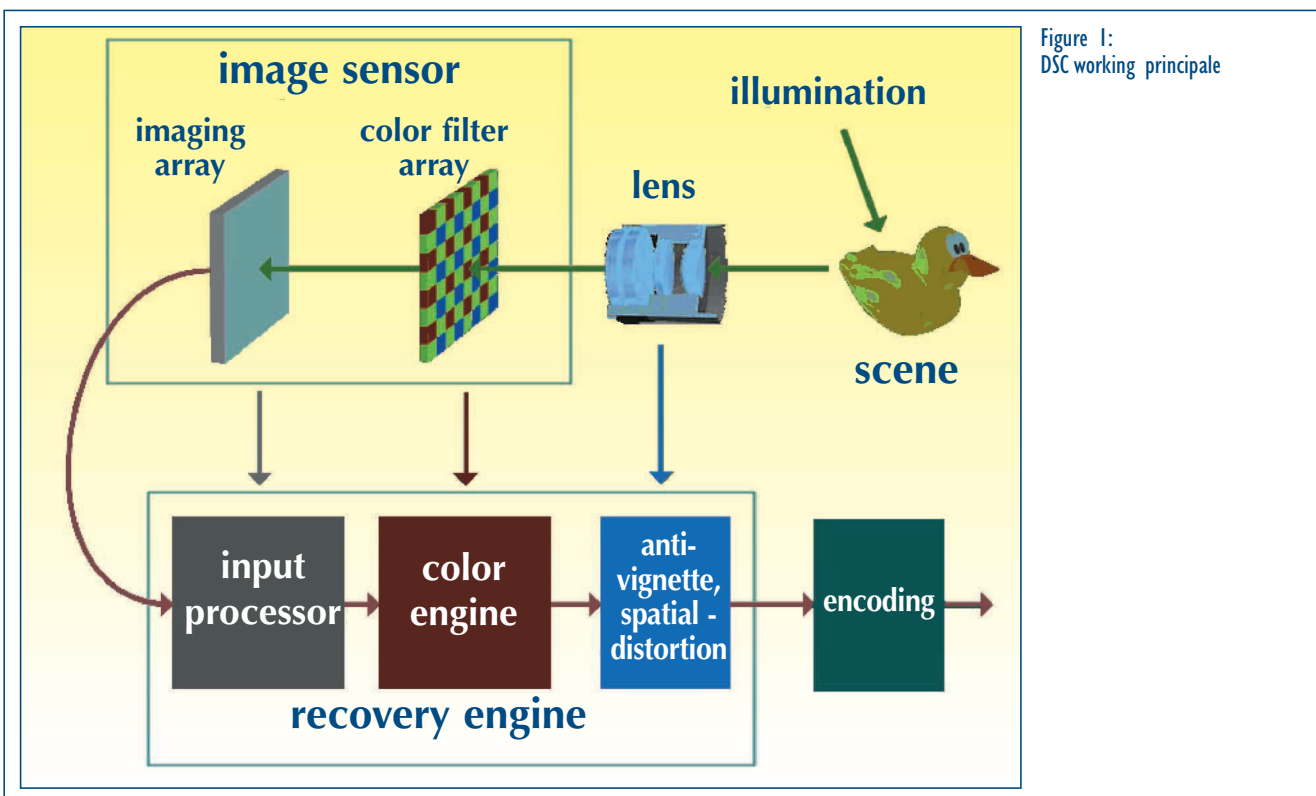 Figure 1:
DSC working principale
image sensor
imaging
array
color filter
array
lens
illumination
scene
input
processor
color
engine
anti-
vignette,
spatial -
distortion
encoding
recovery engine